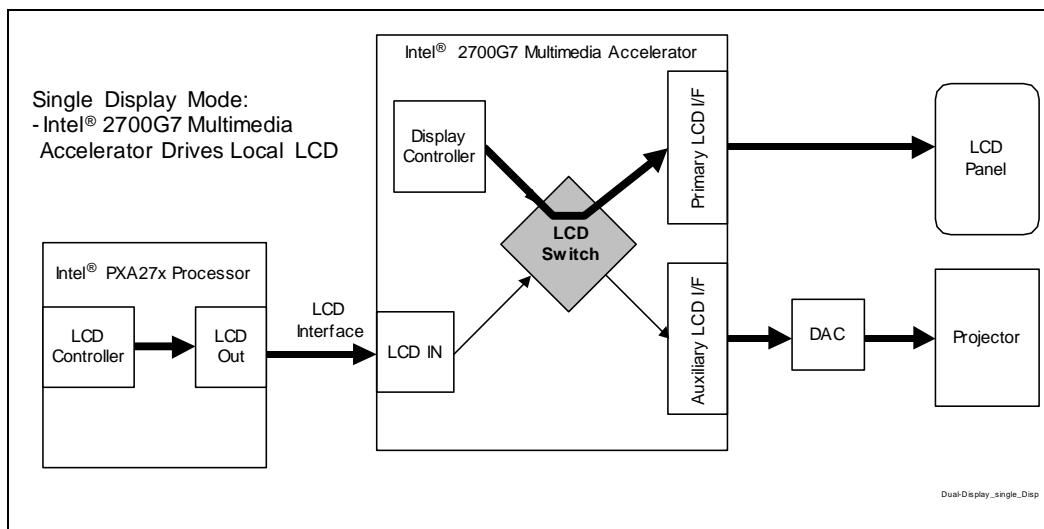 Intel® 2700G7 Multimedia Accelerator
Single Display Mode:
- Intel® 2700G7 Multimedia
Accelerator Drives Local LCD
Display
Controller
Primary LCD I/F
LCD
Panel
LCD
Switch
Intel® PXA27x Processor
LCD
Controller
LCD
Out
LCD
Interface
LCD IN
Auxiliary LCD I/F
DAC
Projector
Dual-Display_single_Disp